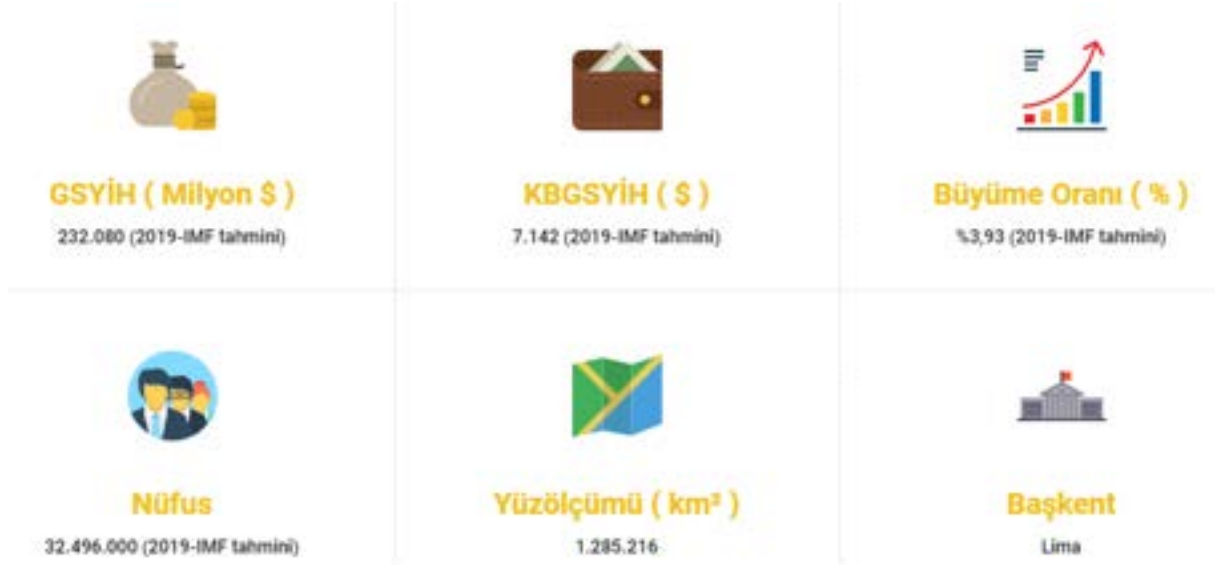 GSYİH ( Milyon $ )
232.080 (2019-IMF tahmini)
KBGSYİH ( $ )
7.142 (2019-IMF tahmini)
Büyüme Oranı ( % )
%3,93 (2019-IMF tahmini)
Nüfus
32.496.000 (2019-IMF tahmini)
Yüzölçümü ( km² )
1.285.216
Başkent
Lima